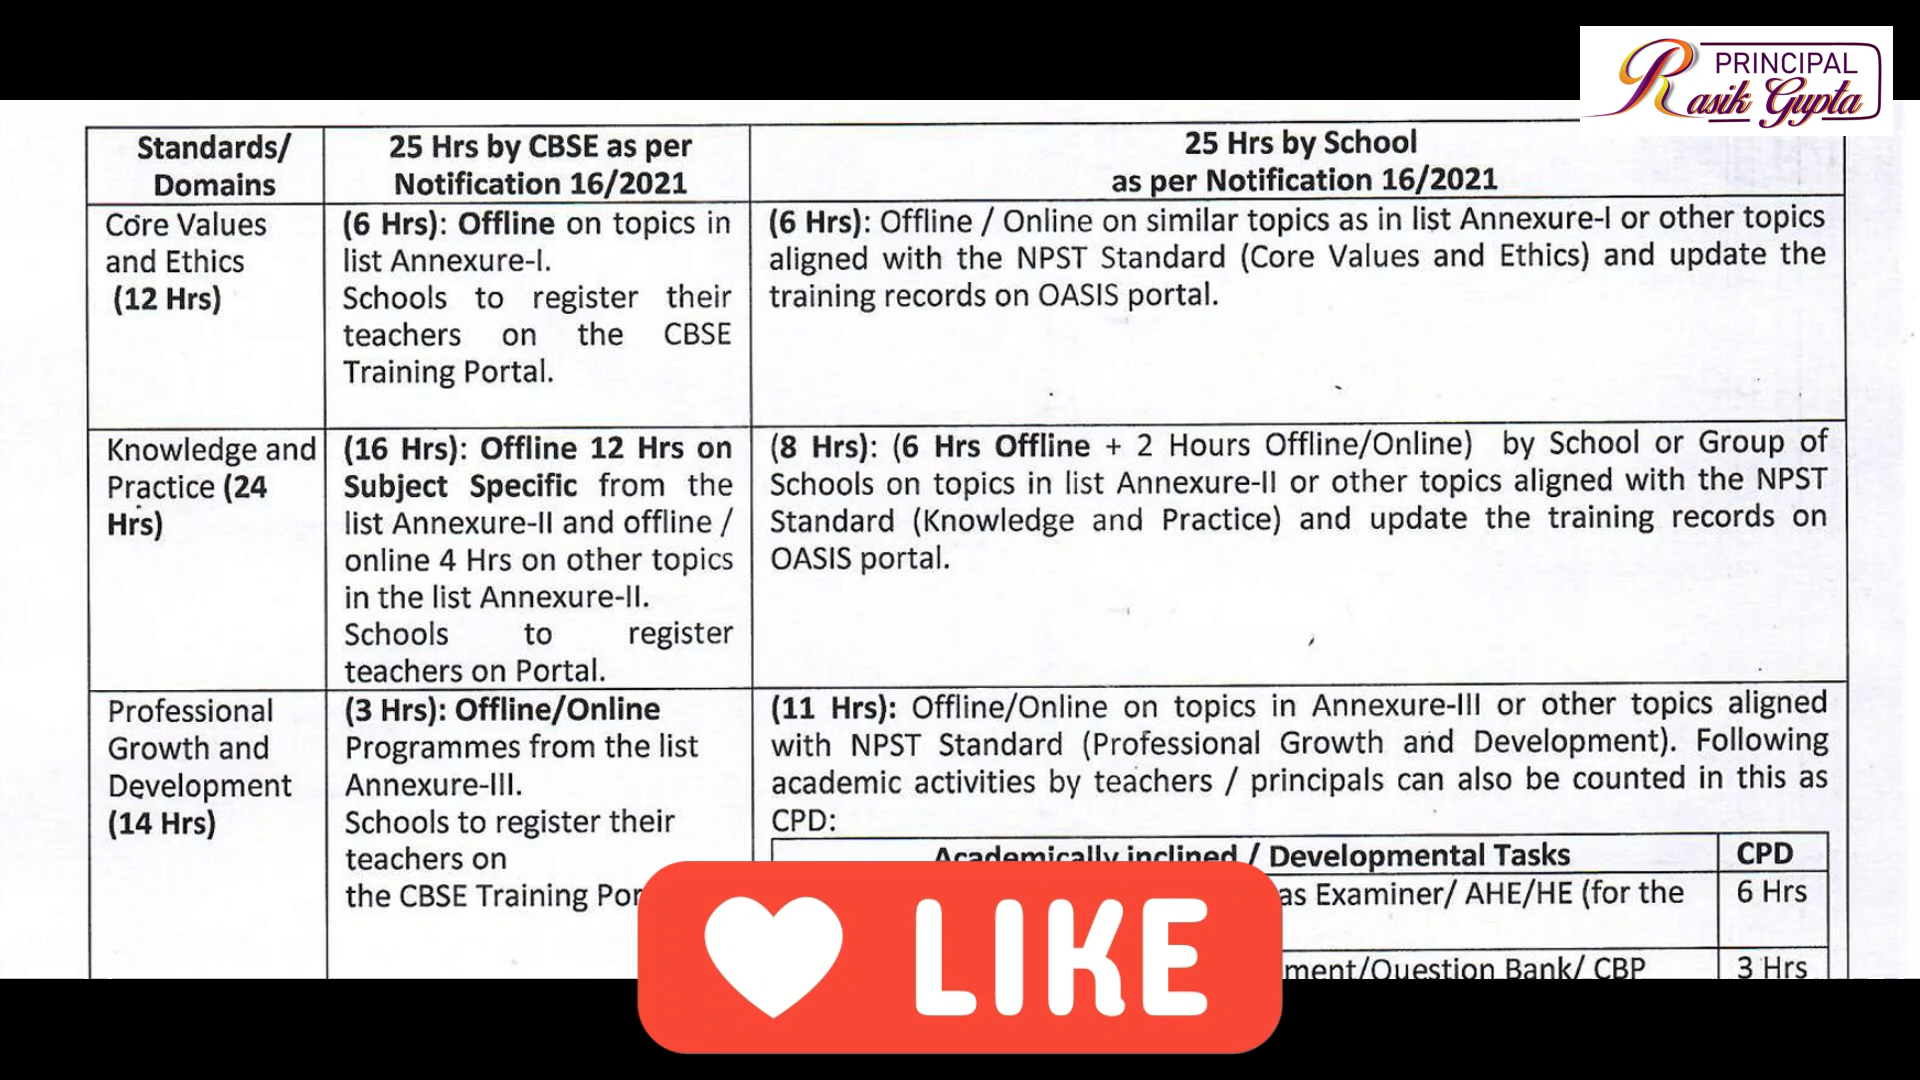 PRINCIPAL
Rasik Gupta
Standards/
Domains
25 Hrs by CBSE as per
Notification 16/2021
25 Hrs by School
as per Notification 16/2021
Core Values
and Ethics
(12 Hrs)
(6 Hrs): Offline on topics in
list Annexure-I.
Schools to register their
teachers on the CBSE
Training Portal.
(6 Hrs): Offline / Online on similar topics as in list Annexure-I or other topics
aligned with the NPST Standard (Core Values and Ethics) and update the
training records on OASIS portal.
Knowledge and
Practice (24
Hrs)
(16 Hrs): Offline 12 Hrs on
Subject Specific from the
list Annexure-II and offline /
online 4 Hrs on other topics
in the list Annexure-II.
Schools to register
teachers on Portal.
(8 Hrs): (6 Hrs Offline + 2 Hours Offline/Online) by School or Group of
Schools on topics in list Annexure-II or other topics aligned with the NPST
Standard (Knowledge and Practice) and update the training records on
OASIS portal.
Professional
Growth and
Development
(14 Hrs)
(3 Hrs): Offline/Online
Programmes from the list
Annexure-III.
Schools to register their
teachers on
the CBSE Training
(11 Hrs): Offline/Online on topics in Annexure-III or other topics aligned
with NPST Standard (Professional Growth and Development). Following
academic activities by teachers / principals can also be counted in this as
CPD:
Academically inclined / Developmental Tasks
CPD
as Examiner/ AHE/HE (for the
6 Hrs
Question Bank/ CBP
3 Hrs
LIKE